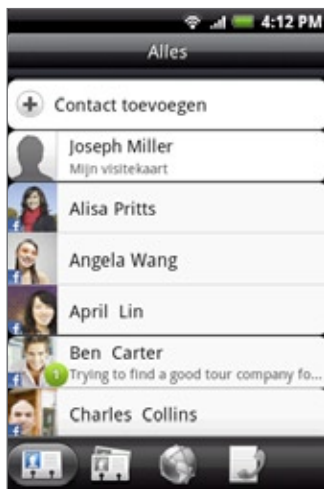 4:12 PM
Alles
Contact toevoegen
Joseph Miller
Mijn visitekaart
Alisa Pritts
Angela Wang
April Lin
Ben Carter
1
Trying to find a good tour company fo...
Charles Collins